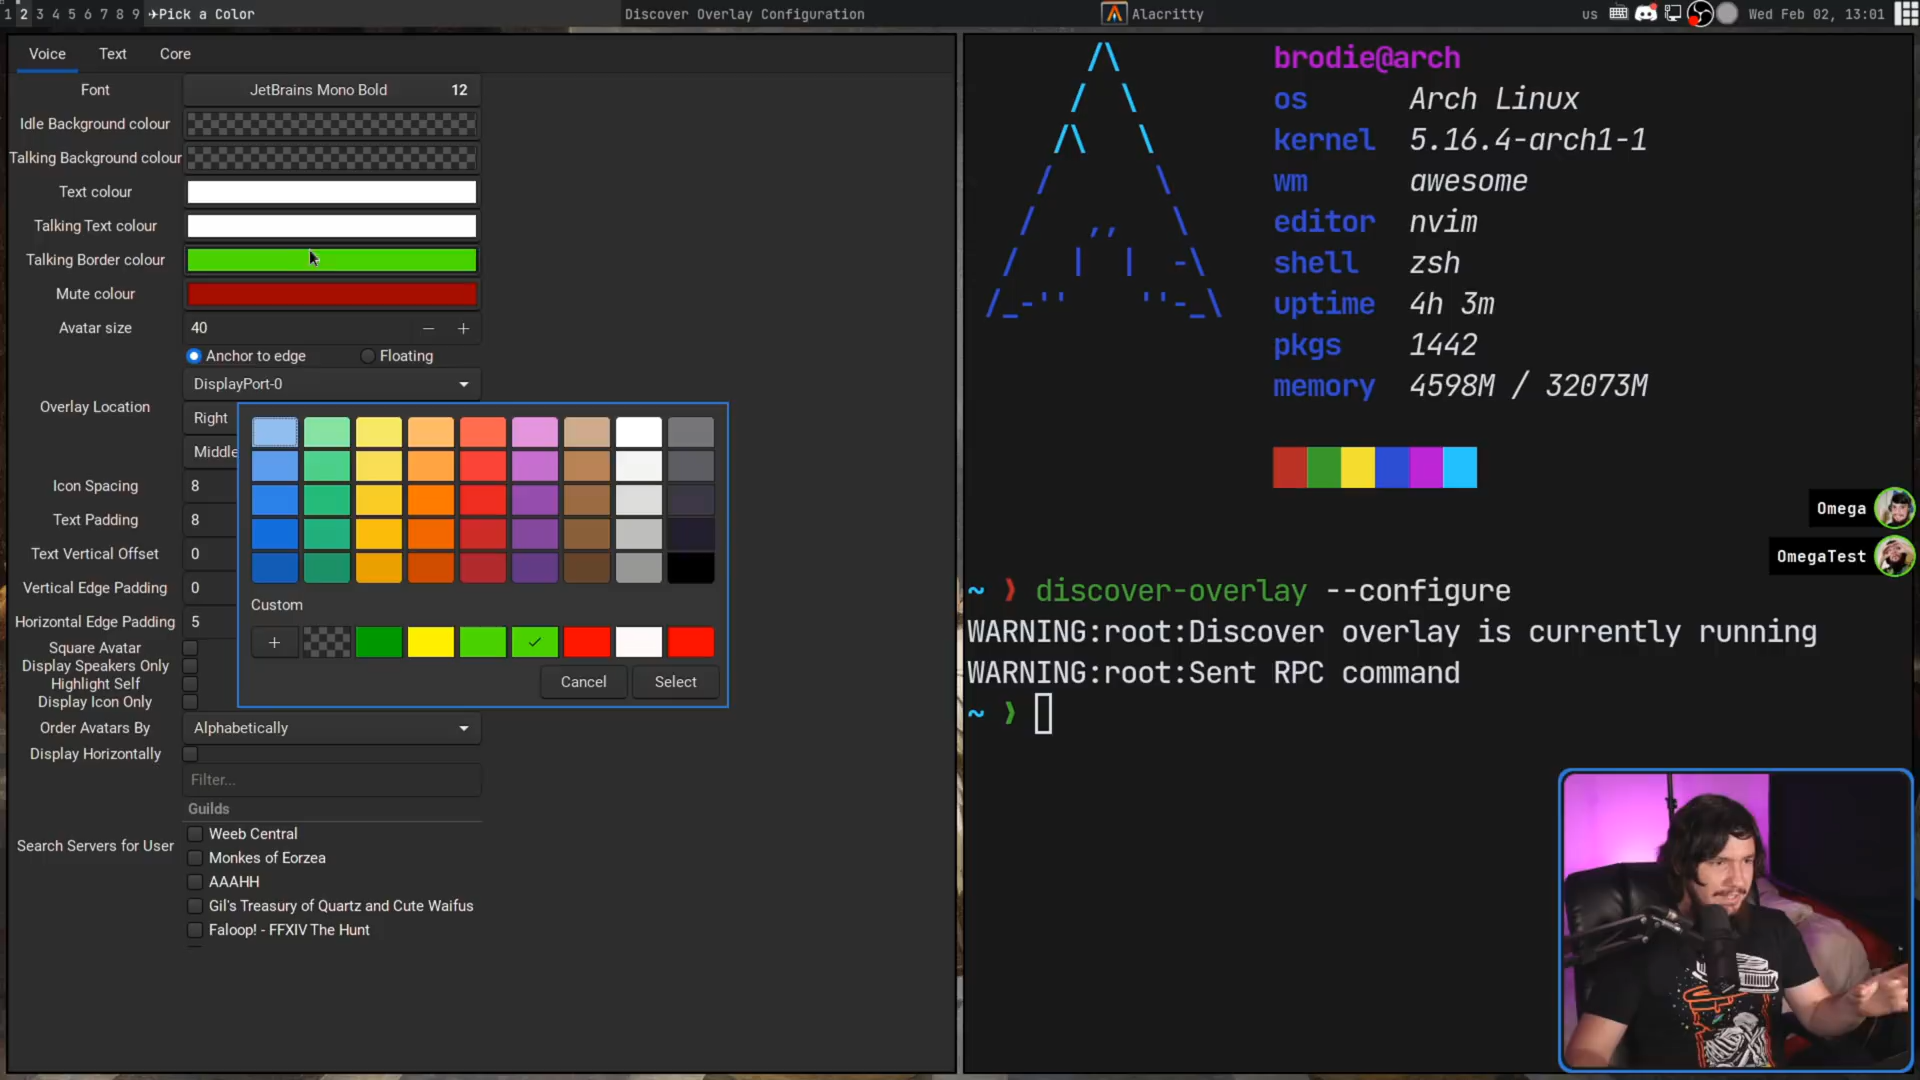 1 2 3 4 5 6 7 8 9 ✈Pick a Color
Discover Overlay Configuration
Alacritty
us
Wed Feb 02, 13:01
Voice Text Core
Font JetBrains Mono Bold 12
Idle Background colour
Talking Background colour
Text colour
Talking Text colour
Talking Border colour
Mute colour
Avatar size 40 − +
Anchor to edge Floating
DisplayPort-0
Overlay Location
Right
Middle
Icon Spacing 8
Text Padding 8
Text Vertical Offset 0
Vertical Edge Padding 0
Horizontal Edge Padding 5
Square Avatar
Display Speakers Only
Highlight Self
Display Icon Only
Order Avatars By Alphabetically
Display Horizontally
Filter...
Guilds
Search Servers for User
Weeb Central
Monkes of Eorzea
AAAHH
Gil's Treasury of Quartz and Cute Waifus
Faloop! - FFXIV The Hunt
Custom
+
Cancel Select
brodie@arch
os Arch Linux
kernel 5.16.4-arch1-1
wm awesome
editor nvim
shell zsh
uptime 4h 3m
pkgs 1442
memory 4598M / 32073M
Omega
OmegaTest
~ ❯ discover-overlay --configure
WARNING:root:Discover overlay is currently running
WARNING:root:Sent RPC command
~ ❯